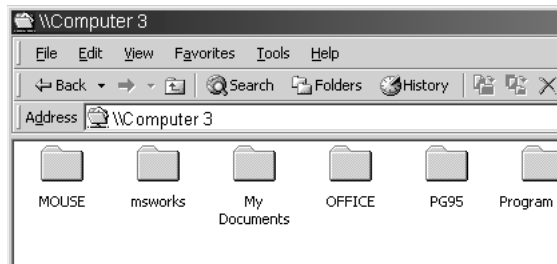 \\Computer 3
File Edit View Favorites Tools Help
Back Search Folders History
Address \\Computer 3
MOUSE msworks My Documents OFFICE PG95 Program